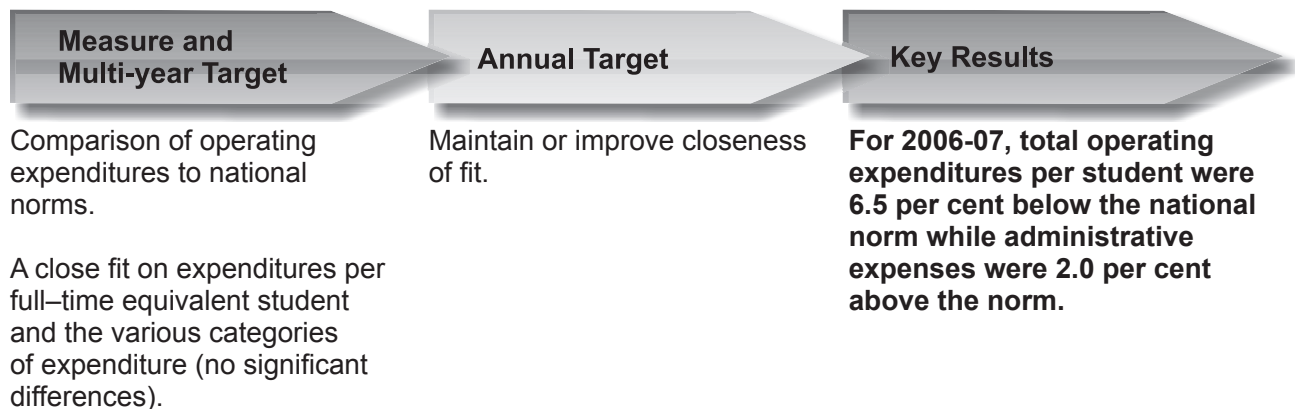 Measure and
Multi-year Target
Comparison of operating
expenditures to national
norms.
A close fit on expenditures per
full–time equivalent student
and the various categories
of expenditure (no significant
differences).
Annual Target
Maintain or improve closeness
of fit.
Key Results
For 2006-07, total operating
expenditures per student were
6.5 per cent below the national
norm while administrative
expenses were 2.0 per cent
above the norm.